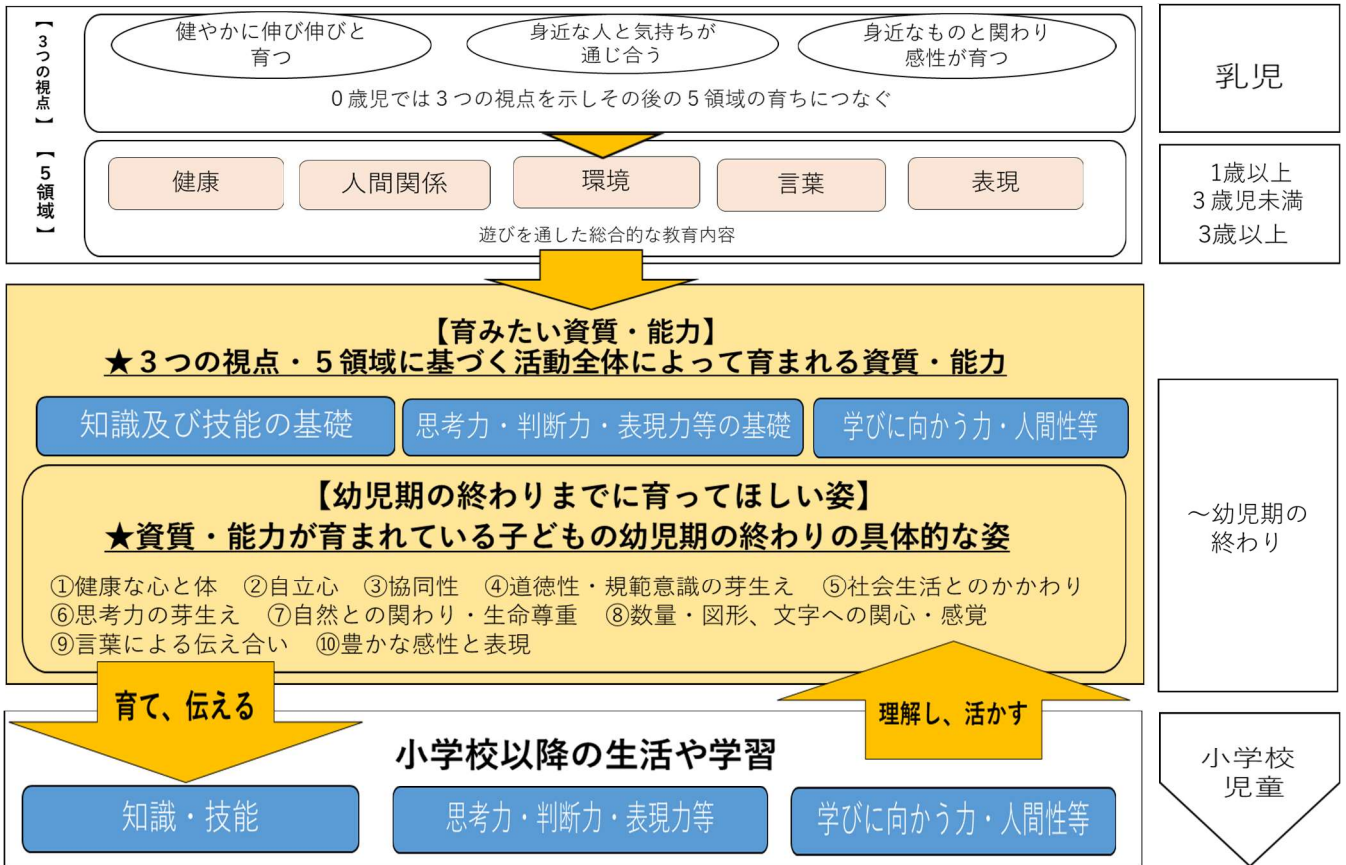 【3つの視点】
健やかに伸び伸びと
育つ
身近な人と気持ちが
通じ合う
身近なものと関わり
感性が育つ
０歳児では３つの視点を示しその後の５領域の育ちにつなぐ
乳児
【5領域】
健康
人間関係
環境
言葉
表現
遊びを通した総合的な教育内容
1歳以上
３歳児未満
3歳以上
【育みたい資質・能力】
★３つの視点・５領域に基づく活動全体によって育まれる資質・能力
知識及び技能の基礎
思考力・判断力・表現力等の基礎
学びに向かう力・人間性等
【幼児期の終わりまでに育ってほしい姿】
★資質・能力が育まれている子どもの幼児期の終わりの具体的な姿
①健康な心と体　②自立心　③協同性　④道徳性・規範意識の芽生え　⑤社会生活とのかかわり
⑥思考力の芽生え　⑦自然との関わり・生命尊重　⑧数量・図形、文字への関心・感覚
⑨言葉による伝え合い　⑩豊かな感性と表現
～幼児期の
終わり
育て、伝える
理解し、活かす
小学校以降の生活や学習
知識・技能
思考力・判断力・表現力等
学びに向かう力・人間性等
小学校
児童